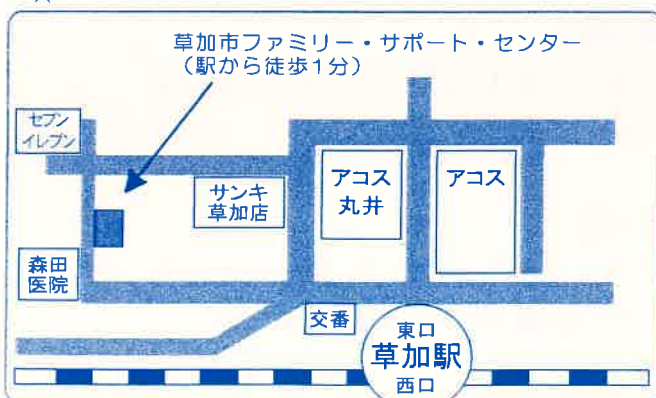 草加市ファミリー・サポート・センター
（駅から徒歩1分）
セブン
イレブン
サンキ
草加店
アコス
丸井
アコス
森田
医院
交番
東口
草加駅
西口